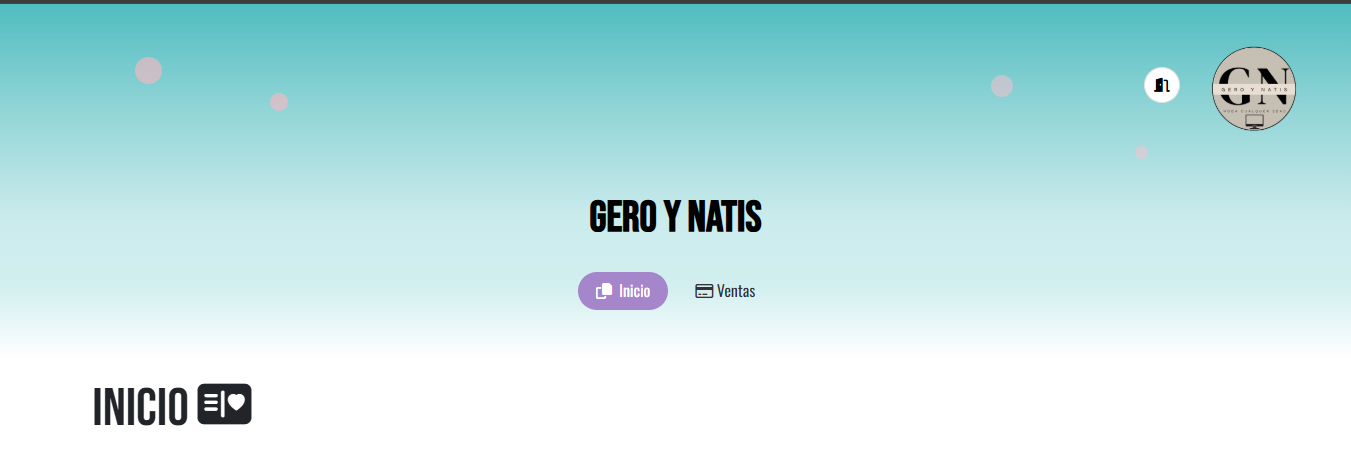 GN
GERO Y NATIS
GERO Y NATIS
Inicio
Ventas
INICIO